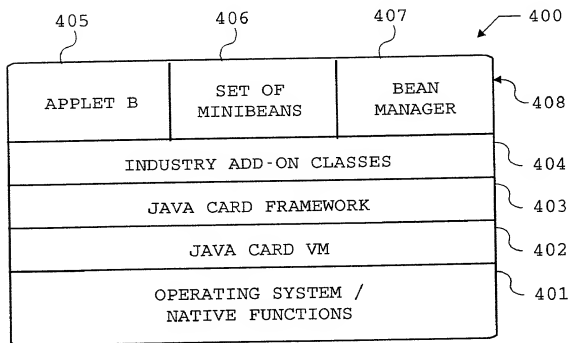 405
406
407
400
APPLET B
SET OF
MINIBEANS
BEAN
MANAGER
408
INDUSTRY ADD-ON CLASSES
404
JAVA CARD FRAMEWORK
403
JAVA CARD VM
402
OPERATING SYSTEM /
NATIVE FUNCTIONS
401